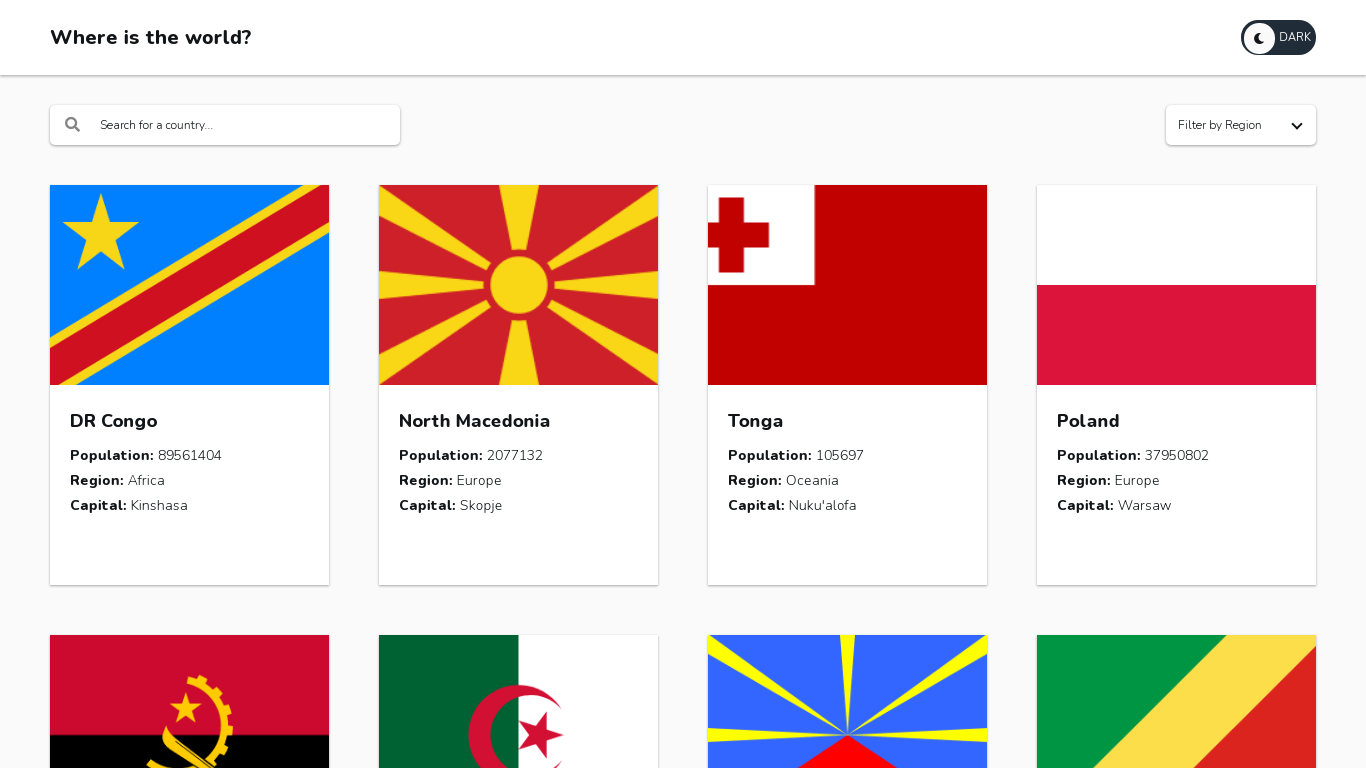 Where is the world?
DARK
Search for a country...
Filter by Region
DR Congo
Population: 89561404
Region: Africa
Capital: Kinshasa
North Macedonia
Population: 2077132
Region: Europe
Capital: Skopje
Tonga
Population: 105697
Region: Oceania
Capital: Nuku'alofa
Poland
Population: 37950802
Region: Europe
Capital: Warsaw